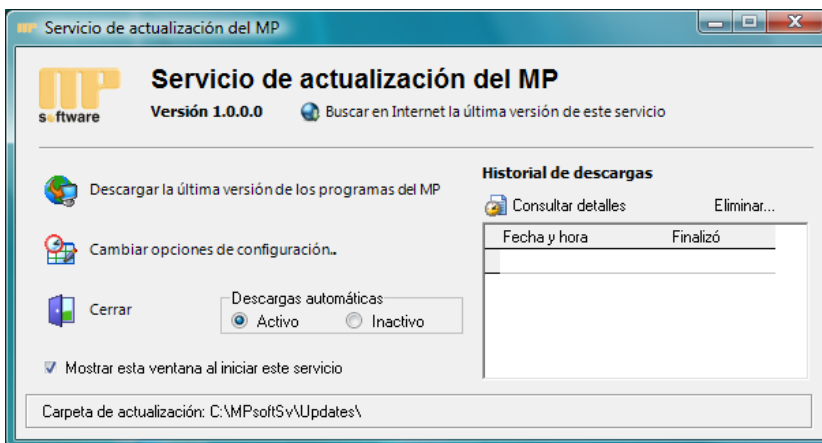 Servicio de actualización del MP
MP
software
Servicio de actualización del MP
Versión 1.0.0.0
Buscar en Internet la última versión de este servicio
Descargar la última versión de los programas del MP
Cambiar opciones de configuración..
Cerrar
Descargas automáticas
Activo
Inactivo
Mostrar esta ventana al iniciar este servicio
Historial de descargas
Consultar detalles
Eliminar...
Fecha y hora
Finalizó
Carpeta de actualización: C:\MPsoftSv\Updates\